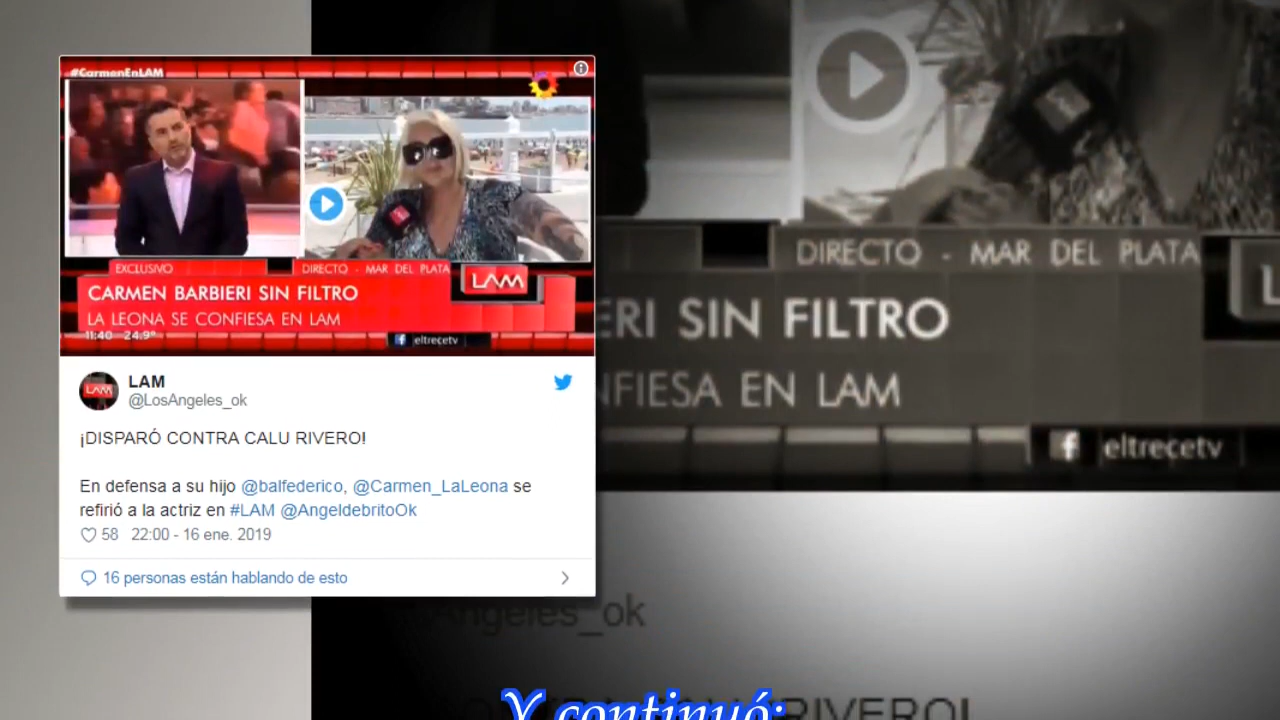 #CarmenEnLAM
EXCLUSIVO
DIRECTO - MAR DEL PLATA
LAM
CARMEN BARBIERI SIN FILTRO
LA LEONA SE CONFIESA EN LAM
11:40 24.9°
eltrecetv
LAM
LAM
@LosAngeles_ok
¡DISPARÓ CONTRA CALU RIVERO!
En defensa a su hijo @balfederico, @Carmen_LaLeona se
refirió a la actriz en #LAM @AngeldebritoOk
58 22:00 - 16 ene. 2019
16 personas están hablando de esto
DIRECTO - MAR DEL PLATA
ERI SIN FILTRO
NFIESA EN LAM
eltrecetv
Angeles_ok
RIVERO!
Y continuó: